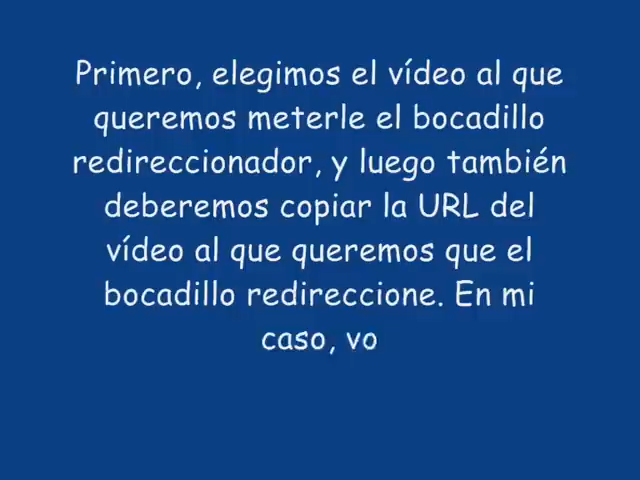 Primero, elegimos el vídeo al que
queremos meterle el bocadillo
redireccionador, y luego también
deberemos copiar la URL del
vídeo al que queremos que el
bocadillo redireccione. En mi
caso, vo